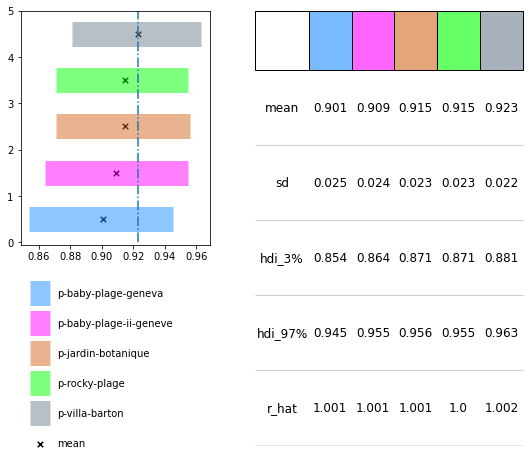 5
4
3
2
1
0
0.86 0.88 0.90 0.92 0.94 0.96
p-baby-plage-geneva
p-baby-plage-ii-geneve
p-jardin-botanique
p-rocky-plage
p-villa-barton
mean
mean 0.901 0.909 0.915 0.915 0.923
sd 0.025 0.024 0.023 0.023 0.022
hdi_3% 0.854 0.864 0.871 0.871 0.881
hdi_97% 0.945 0.955 0.956 0.955 0.963
r_hat 1.001 1.001 1.001 1.0 1.002